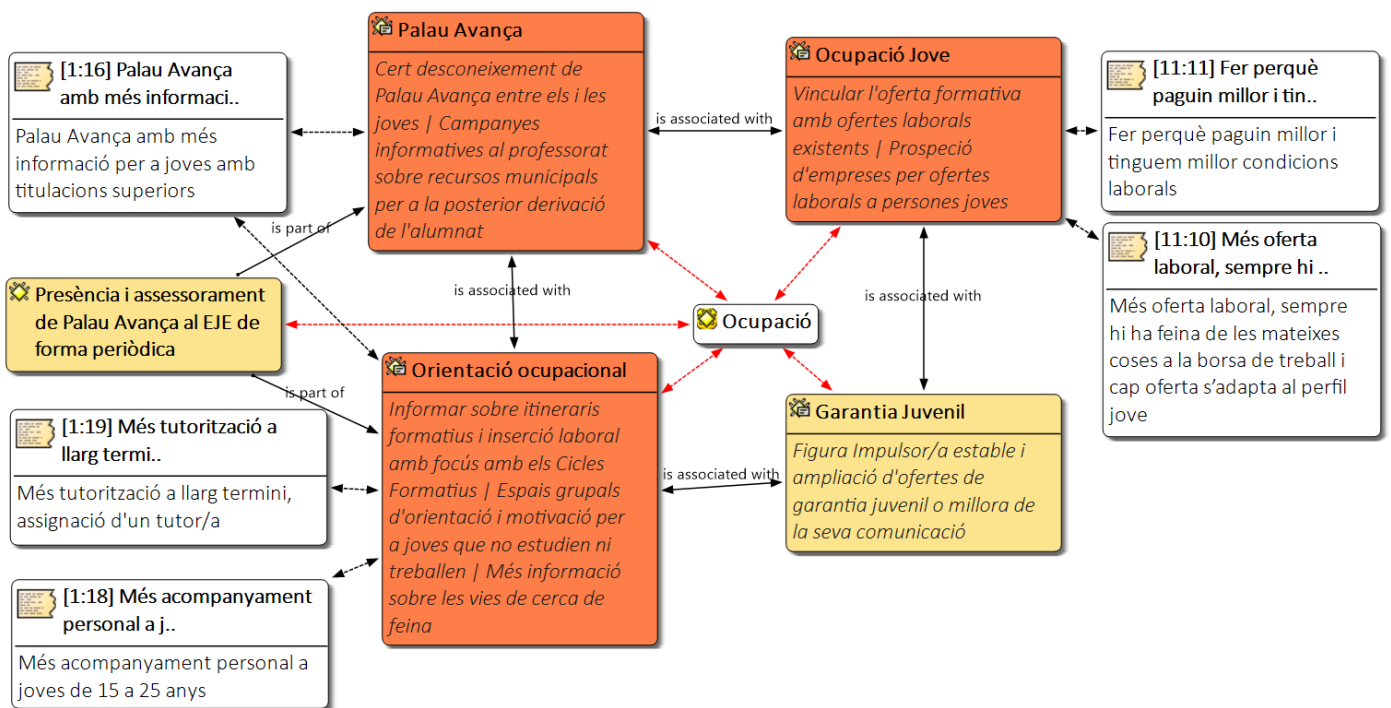 Palau Avança
Cert desconeixement de
Palau Avança entre els i les
joves | Campanyes
informatives al professorat
sobre recursos municipals
per a la posterior derivació
de l'alumnat
Ocupació Jove
Vincular l'oferta formativa
amb ofertes laborals
existents | Prospeció
d'empreses per ofertes
laborals a persones joves
[1:16] Palau Avança
amb més informaci..
Palau Avança amb més
informació per a joves amb
titulacions superiors
[11:11] Fer perquè
paguin millor i tin..
Fer perquè paguin millor i
tinguem millor condicions
laborals
is associated with
is part of
[11:10] Més oferta
laboral, sempre hi ..
Més oferta laboral, sempre
hi ha feina de les mateixes
coses a la borsa de treball i
cap oferta s’adapta al perfil
jove
Presència i assessorament
de Palau Avança al EJE de
forma periòdica
is associated with
is associated with
Ocupació
is part of
Orientació ocupacional
Informar sobre itineraris
formatius i inserció laboral
amb focús amb els Cicles
Formatius | Espais grupals
d'orientació i motivació per
a joves que no estudien ni
treballen | Més informació
sobre les vies de cerca de
feina
Garantia Juvenil
Figura Impulsor/a estable i
ampliació d'ofertes de
garantia juvenil o millora de
la seva comunicació
is associated with
[1:19] Més tutorització a
llarg termi..
Més tutorització a llarg termini,
assignació d'un tutor/a
[1:18] Més acompanyament
personal a j..
Més acompanyament personal a
joves de 15 a 25 anys